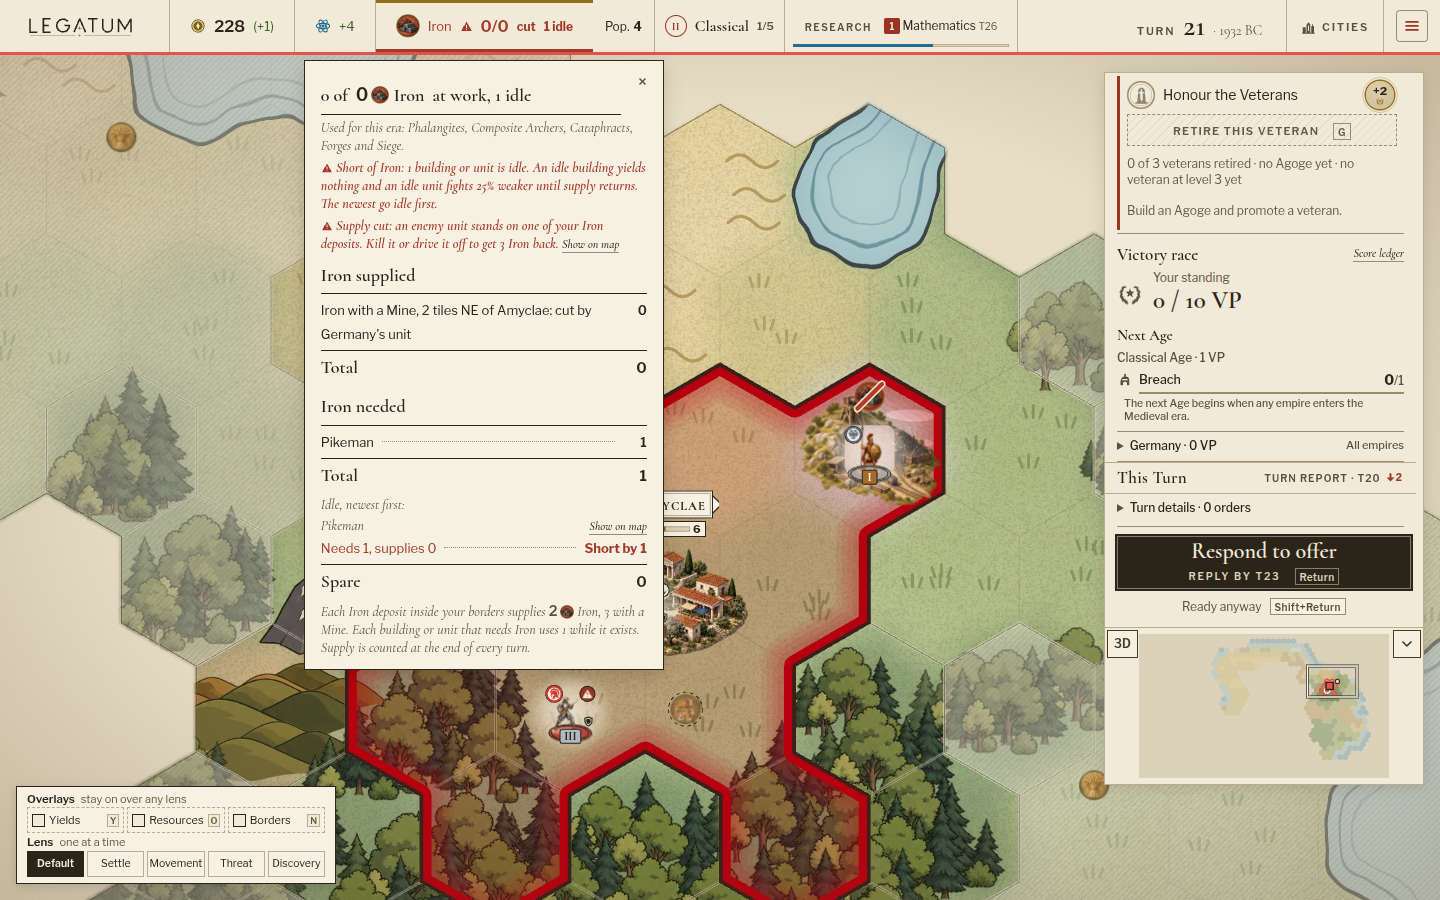 LEGATUM
228 (+1)
+4
Iron 0/0 cut 1 idle
Pop. 4
II Classical 1/5
RESEARCH 1 Mathematics T26
TURN 21 · 1932 BC
CITIES
×
0 of 0 Iron at work, 1 idle
Used for this era: Phalangites, Composite Archers, Cataphracts,
Forges and Siege.
Short of Iron: 1 building or unit is idle. An idle building yields
nothing and an idle unit fights 25% weaker until supply returns.
The newest go idle first.
Supply cut: an enemy unit stands on one of your Iron
deposits. Kill it or drive it off to get 3 Iron back. Show on map
Iron supplied
Iron with a Mine, 2 tiles NE of Amyclae: cut by 0
Germany's unit
Total 0
Iron needed
Pikeman 1
Total 1
Idle, newest first:
Pikeman Show on map
Needs 1, supplies 0 Short by 1
Spare 0
Each Iron deposit inside your borders supplies 2 Iron, 3 with a
Mine. Each building or unit that needs Iron uses 1 while it exists.
Supply is counted at the end of every turn.
YCLAE
6
I
III
Honour the Veterans +2
RETIRE THIS VETERAN G
0 of 3 veterans retired · no Agoge yet · no
veteran at level 3 yet
Build an Agoge and promote a veteran.
Victory race Score ledger
Your standing
0 / 10 VP
Next Age
Classical Age · 1 VP
Breach 0/1
The next Age begins when any empire enters the
Medieval era.
Germany · 0 VP All empires
This Turn TURN REPORT · T20 2
Turn details · 0 orders
Respond to offer
REPLY BY T23 Return
Ready anyway Shift+Return
3D
Overlays stay on over any lens
Yields Y Resources O Borders N
Lens one at a time
Default Settle Movement Threat Discovery